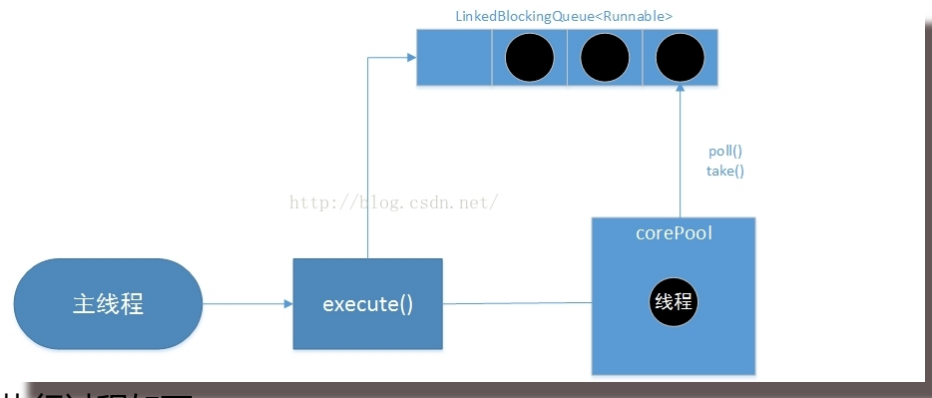 LinkedBlockingQueue<Runnable>
poll()
take()
http://blog.csdn.net/
corePool
主线程
execute()
线程